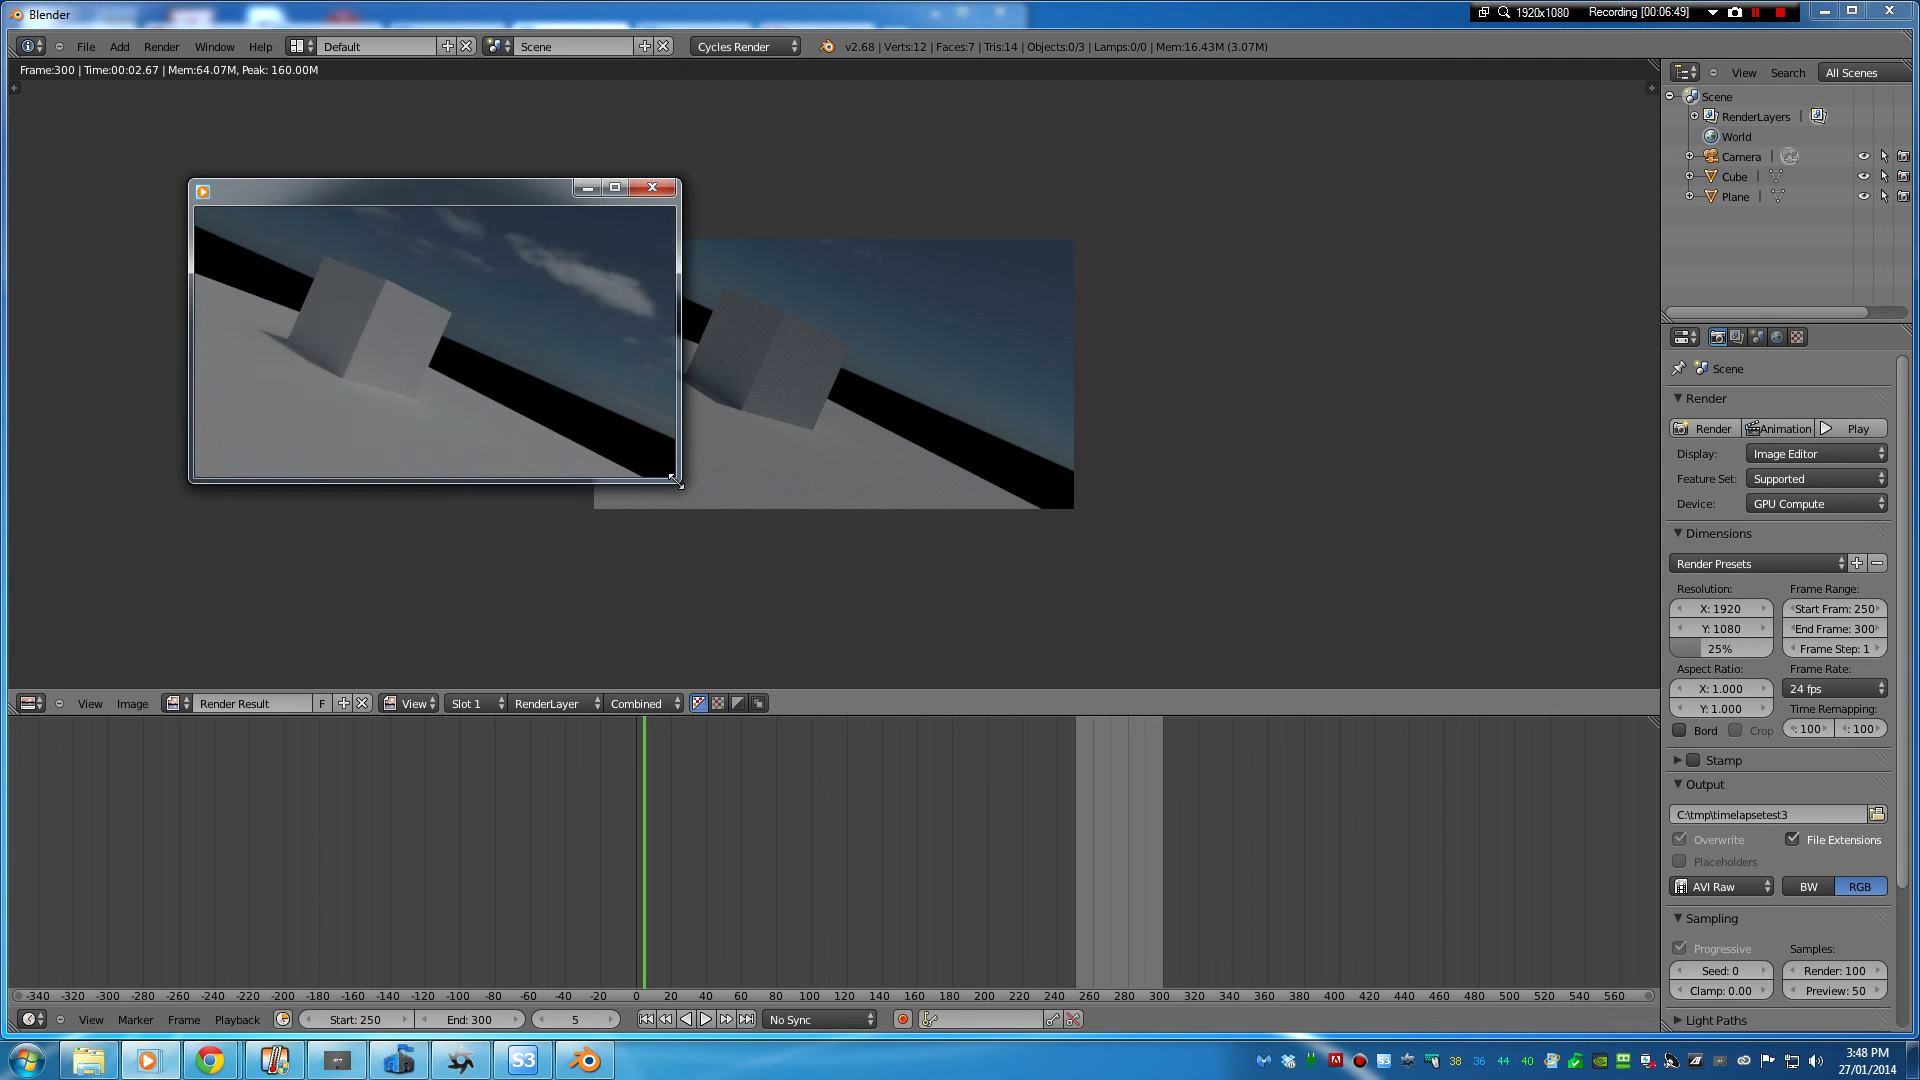 Blender
1920x1080 Recording [00:06:49]
File Add Render Window Help Default Scene Cycles Render v2.68 | Verts:12 | Faces:7 | Tris:14 | Objects:0/3 | Lamps:0/0 | Mem:16.43M (3.07M)
Frame:300 | Time:00:02.67 | Mem:64.07M, Peak: 160.00M
View Search All Scenes
Scene
RenderLayers
World
Camera
Cube
Plane
Scene
Render
Render Animation Play
Display: Image Editor
Feature Set: Supported
Device: GPU Compute
Dimensions
Render Presets
Resolution: Frame Range:
X: 1920 Start Fram: 250
Y: 1080 End Frame: 300
25% Frame Step: 1
Aspect Ratio: Frame Rate:
X: 1.000 24 fps
Y: 1.000 Time Remapping:
Bord Crop : 100 : 100
Stamp
Output
C:\tmp\timelapsetest3
Overwrite File Extensions
Placeholders
AVI Raw BW RGB
Sampling
Progressive Samples:
Seed: 0 Render: 100
Clamp: 0.00 Preview: 50
Light Paths
View Image Render Result F View Slot 1 RenderLayer Combined
-340 -320 -300 -280 -260 -240 -220 -200 -180 -160 -140 -120 -100 -80 -60 -40 -20 0 20 40 60 80 100 120 140 160 180 200 220 240 260 280 300 320 340 360 380 400 420 440 460 480 500 520 540 560
View Marker Frame Playback Start: 250 End: 300 5 No Sync
S3 S3 38 36 44 40 3:48 PM
27/01/2014